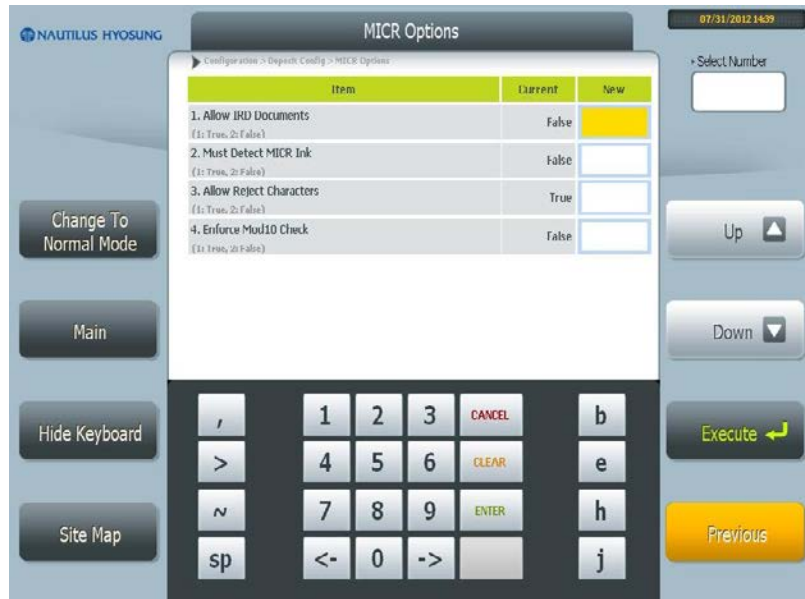 NAUTILUS HYOSUNG
MICR Options
07/31/2012 14:39
Configuration > Deposit Config > MICR Options
Select Number
Item Current New
1. Allow IRD Documents
(1: True, 2: False)
False
2. Must Detect MICR Ink
(1: True, 2: False)
False
3. Allow Reject Characters
(1: True, 2: False)
True
4. Enforce Mod10 Check
(1: True, 2: False)
False
Change To
Normal Mode
Main
Hide Keyboard
Site Map
Up
Down
Execute
Previous
, 1 2 3 CANCEL b
> 4 5 6 CLEAR e
~ 7 8 9 ENTER h
sp <- 0 -> j